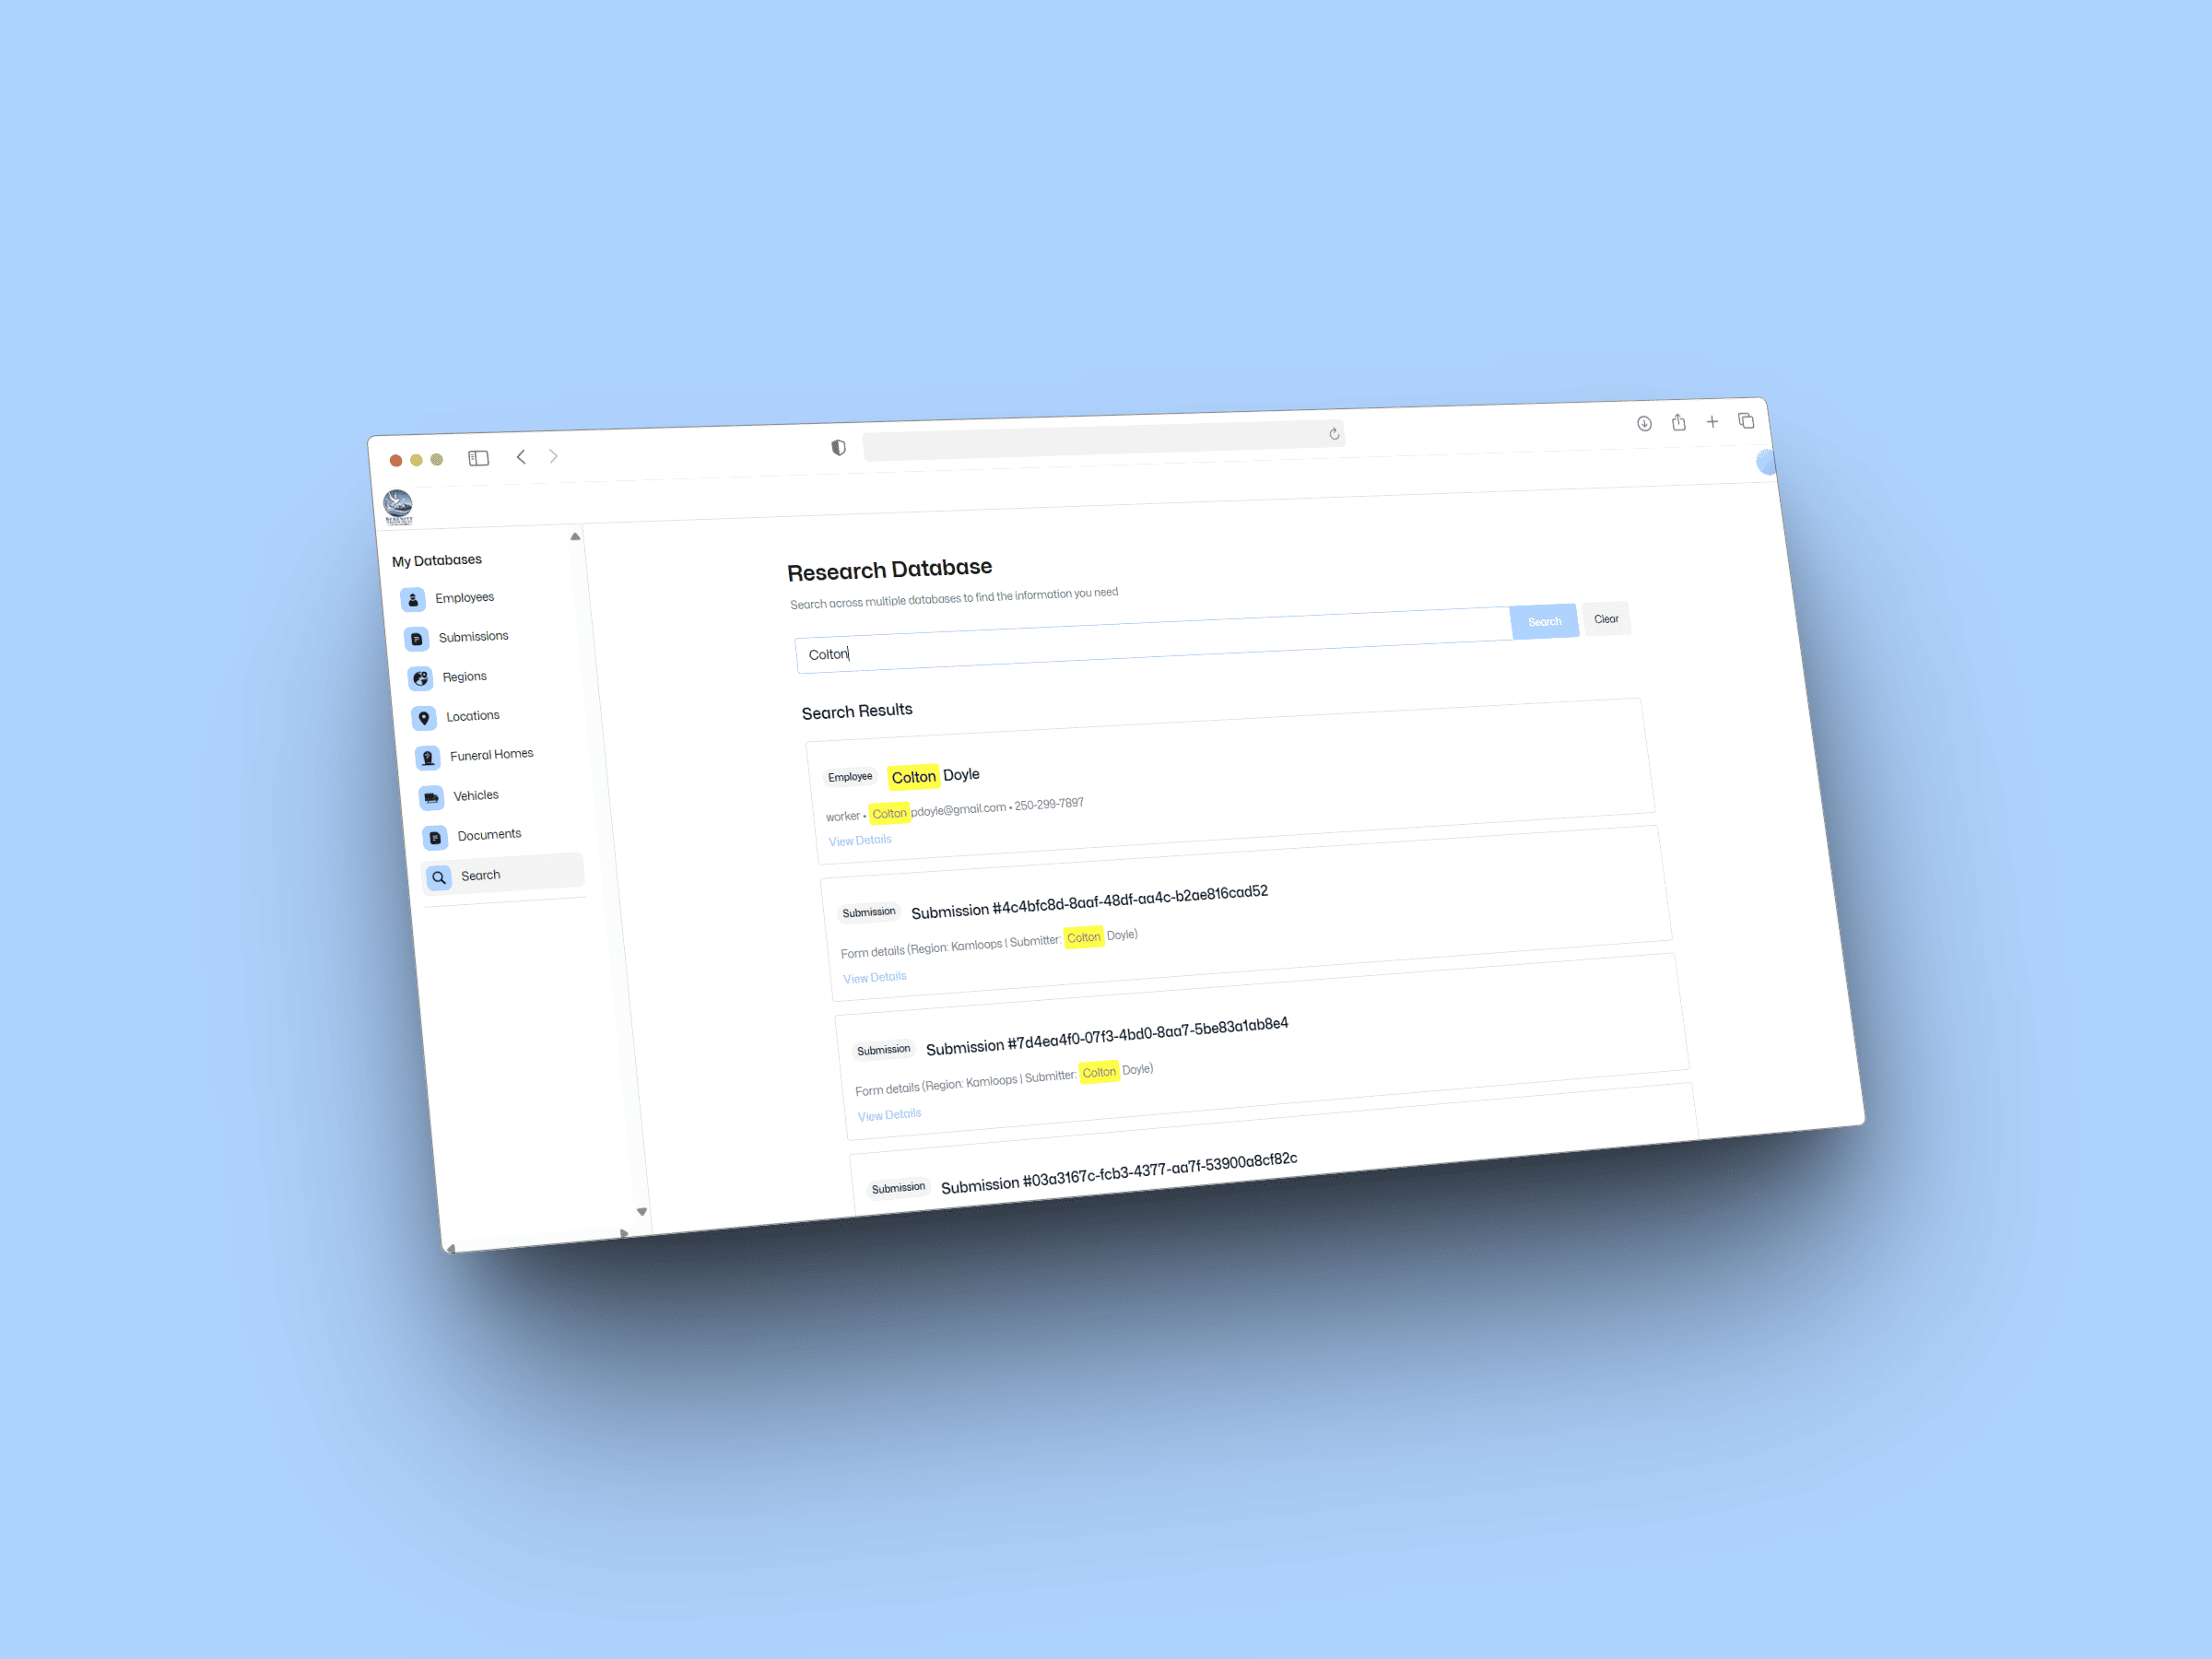 SERENITY
My Databases
Employees
Submissions
Regions
Locations
Funeral Homes
Vehicles
Documents
Search
Research Database
Search across multiple databases to find the information you need
Colton
Search
Clear
Search Results
Employee Colton Doyle
worker • Colton pdoyle@gmail.com • 250-299-7897
View Details
Submission Submission #4c4bfc8d-8aaf-48df-aa4c-b2ae816cad52
Form details (Region: Kamloops | Submitter: Colton Doyle)
View Details
Submission Submission #7d4ea4f0-07f3-4bd0-8aa7-5be83a1ab8e4
Form details (Region: Kamloops | Submitter: Colton Doyle)
View Details
Submission Submission #03a3167c-fcb3-4377-aa7f-53900a8cf82c